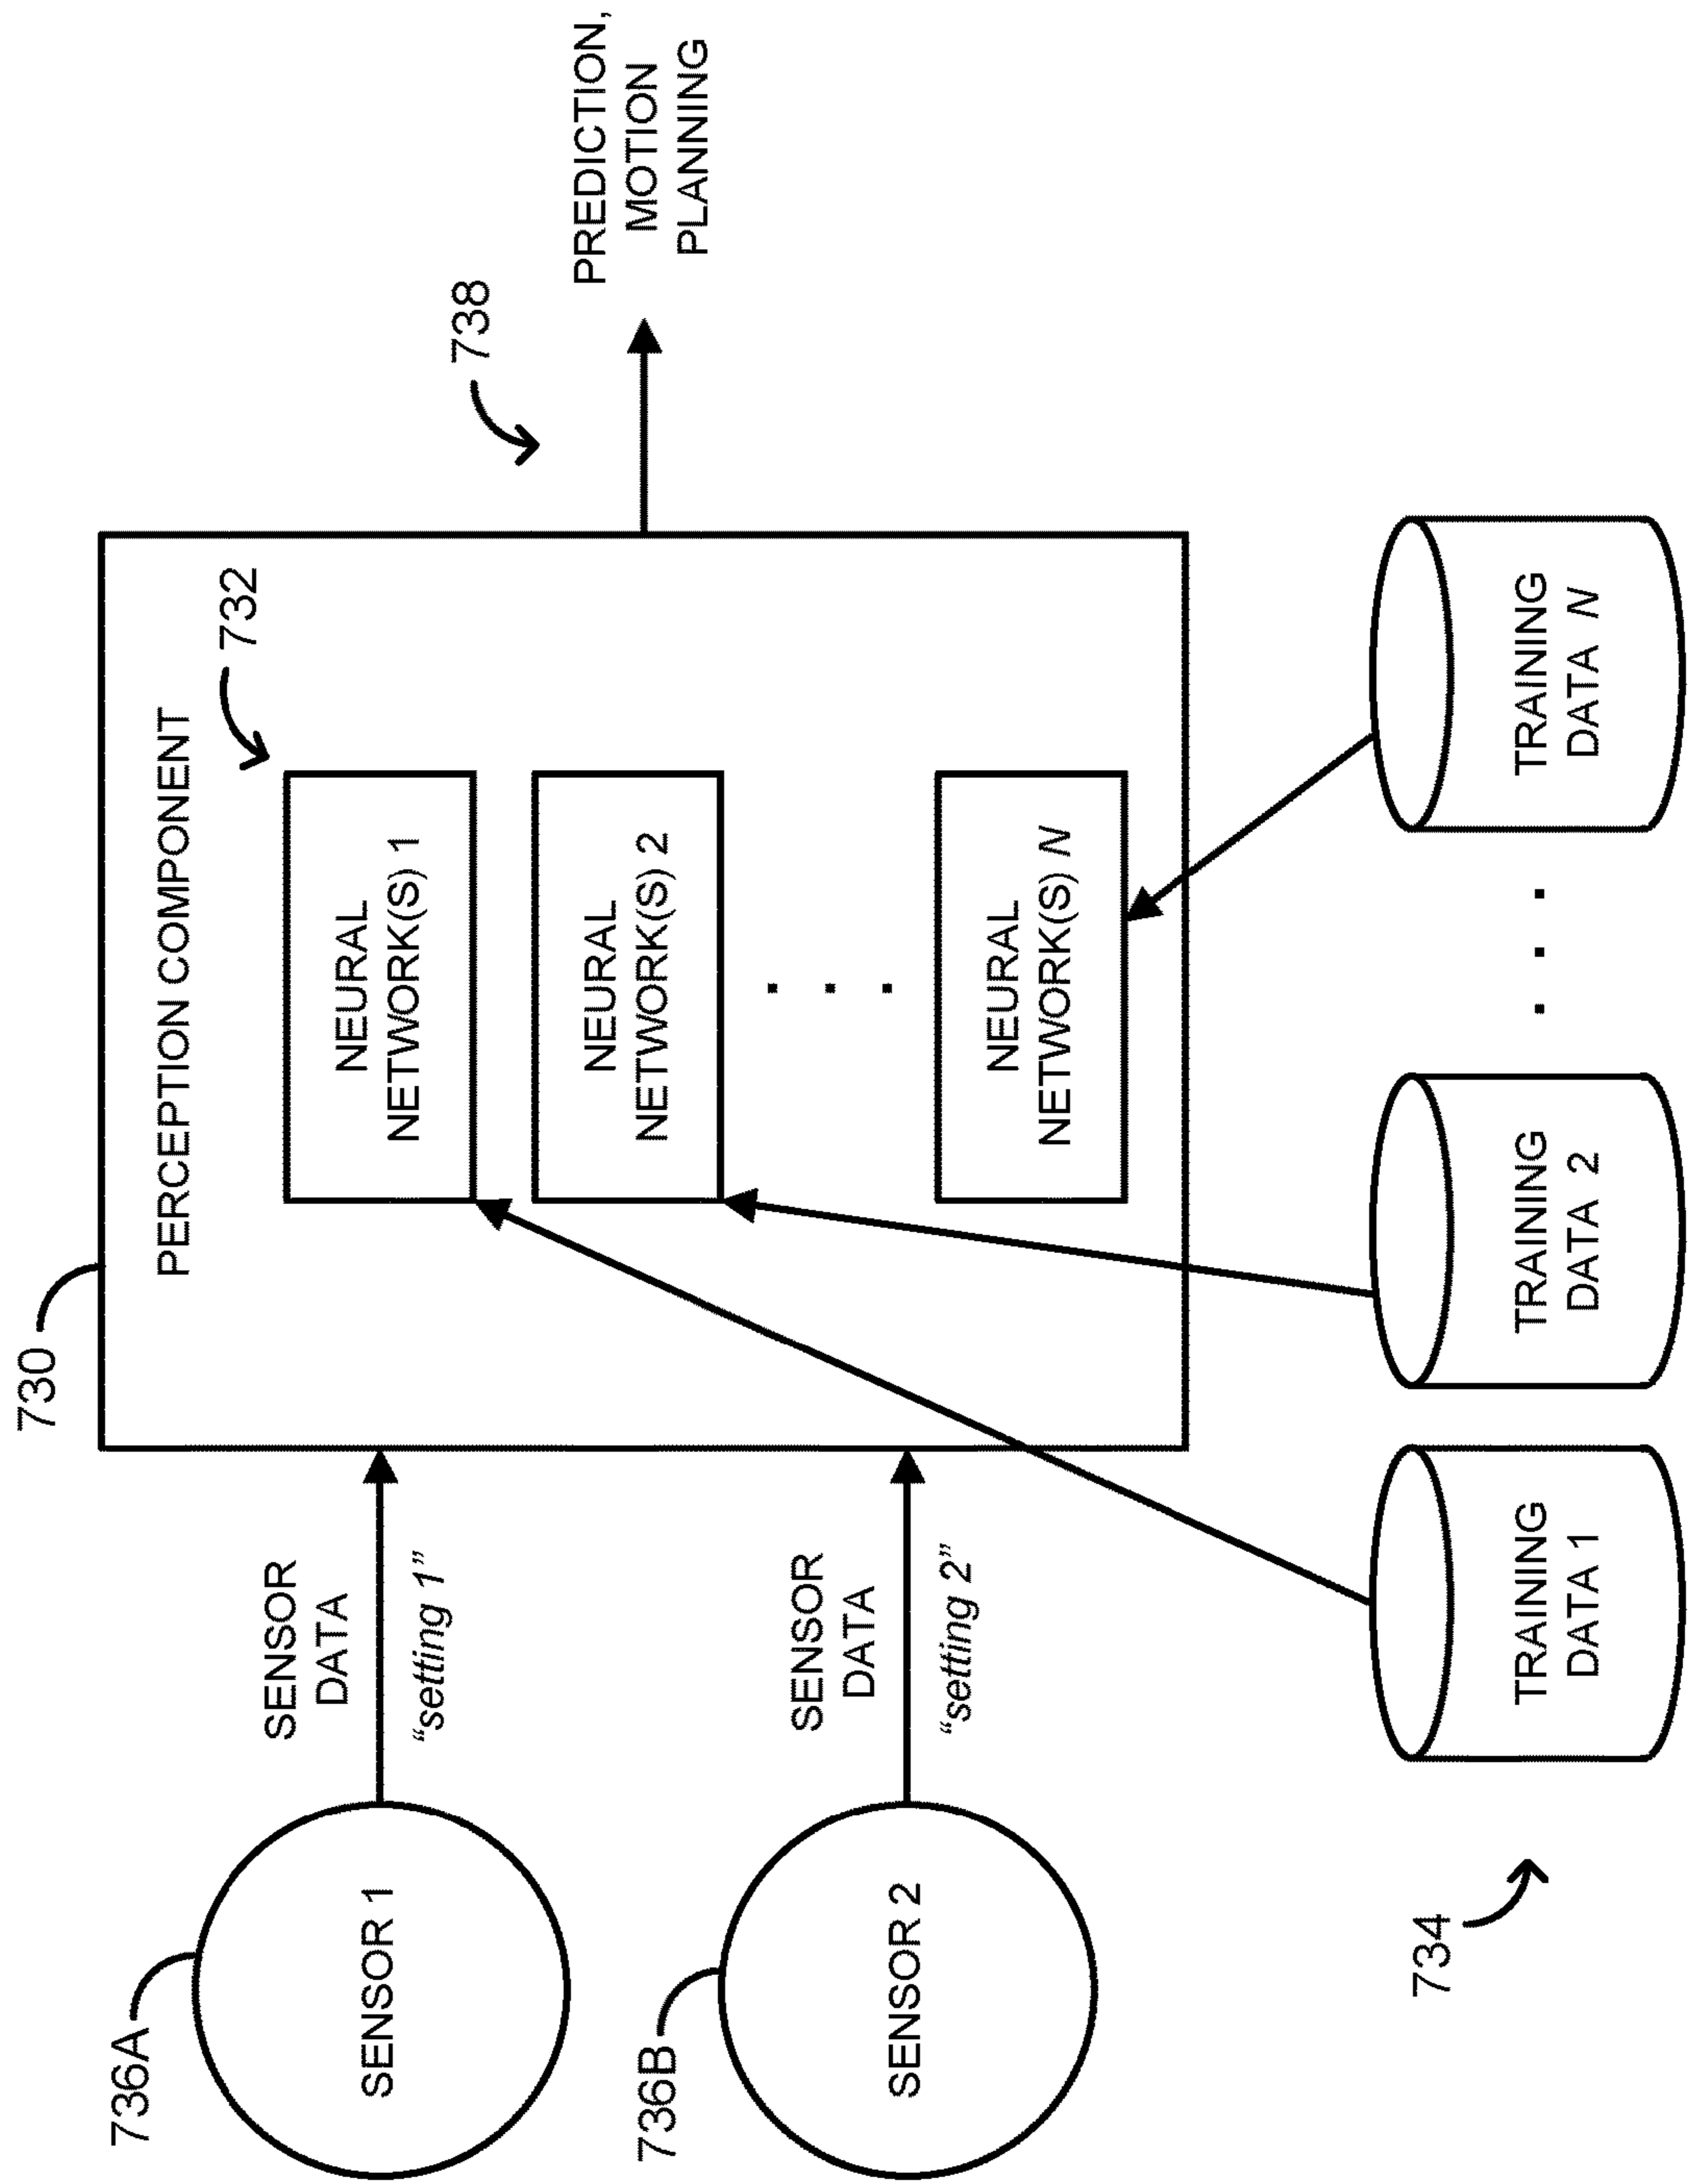 730
PERCEPTION COMPONENT
732
736A
SENSOR 1
SENSOR
DATA
“setting 1”
NEURAL
NETWORK(S) 1
738
PREDICTION,
MOTION
PLANNING
NEURAL
NETWORK(S) 2
. . .
736B
SENSOR 2
SENSOR
DATA
“setting 2”
NEURAL
NETWORK(S) N
734
TRAINING
DATA 1
TRAINING
DATA 2
. . .
TRAINING
DATA N